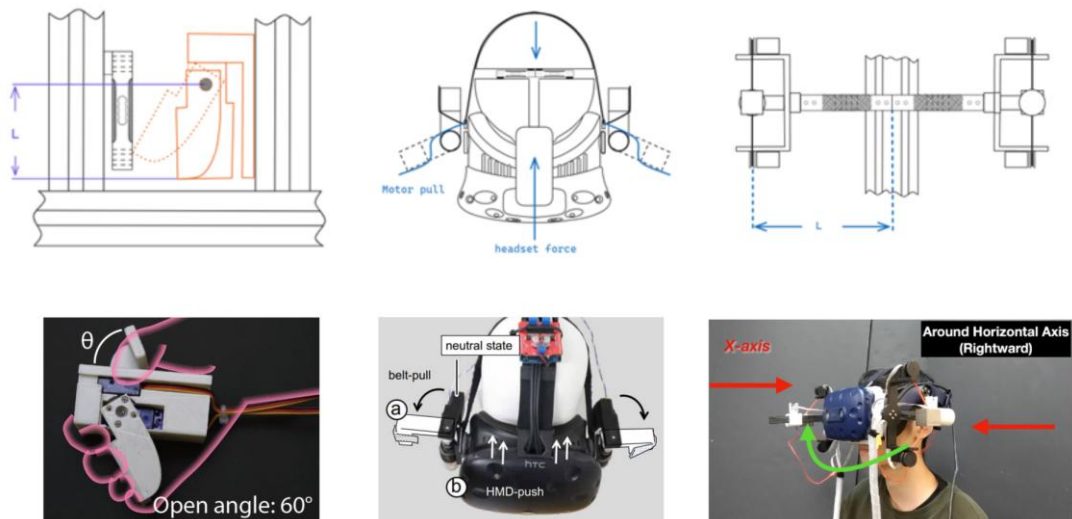 L
Motor pull
headset force
L
θ
Open angle: 60°
neutral state
belt-pull
a
b
HTC
HMD-push
X-axis
Around Horizontal Axis
(Rightward)